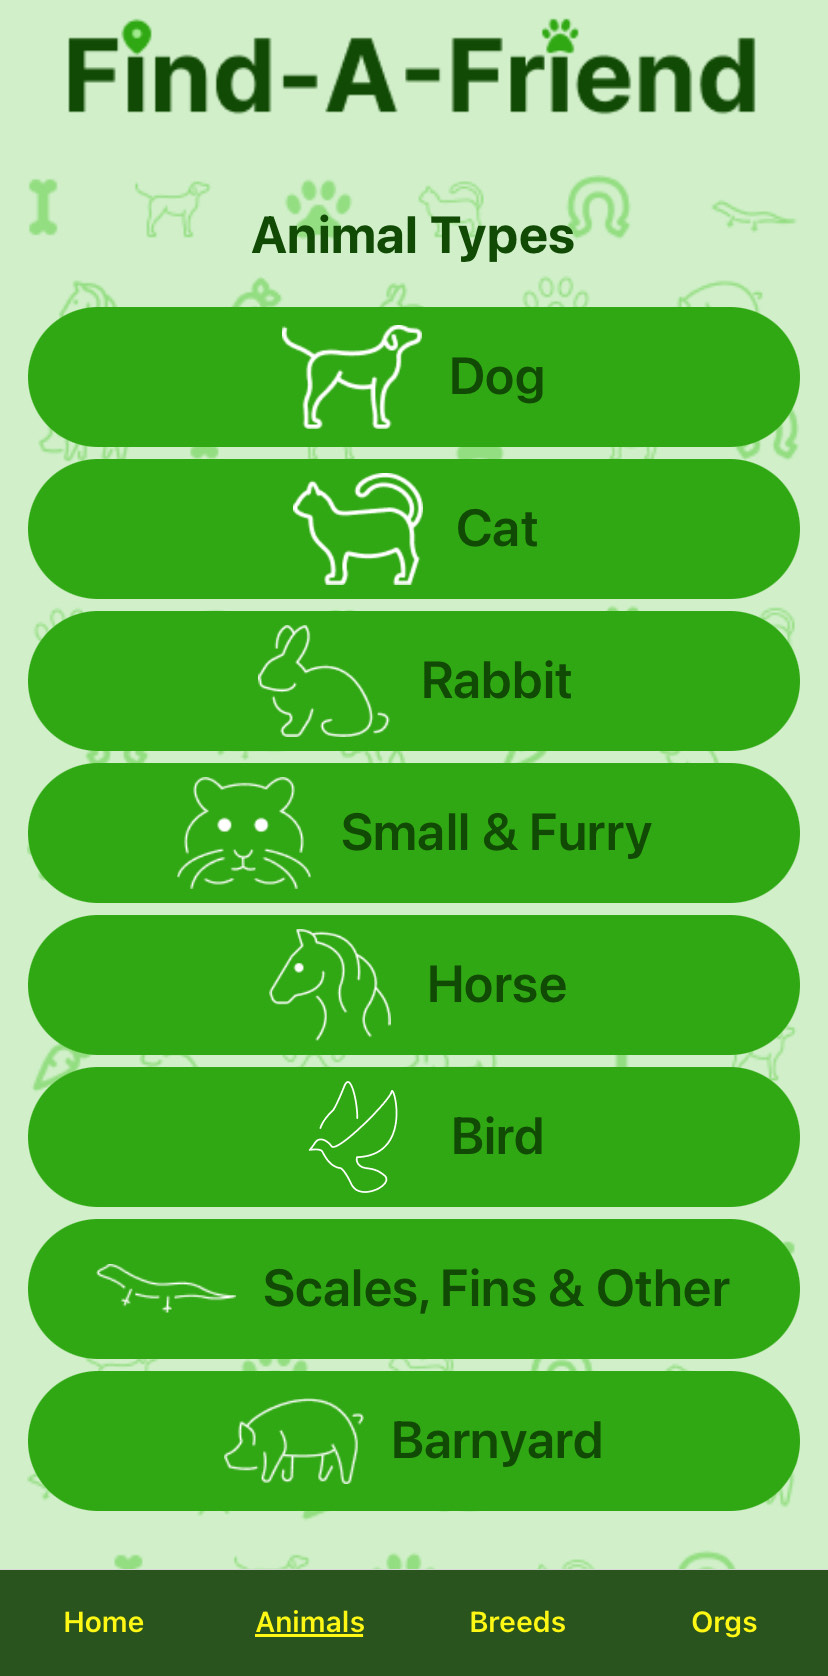 Find-A-Friend
Animal Types
Dog
Cat
Rabbit
Small & Furry
Horse
Bird
Scales, Fins & Other
Barnyard
Home Animals Breeds Orgs